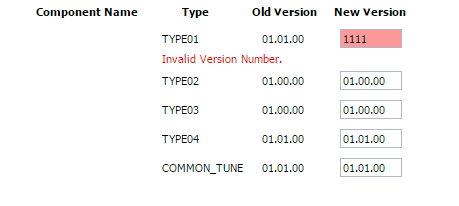 Component Name Type Old Version New Version
TYPE01 01.01.00 1111
Invalid Version Number.
TYPE02 01.00.00 01.00.00
TYPE03 01.00.00 01.00.00
TYPE04 01.01.00 01.01.00
COMMON_TUNE 01.01.00 01.01.00